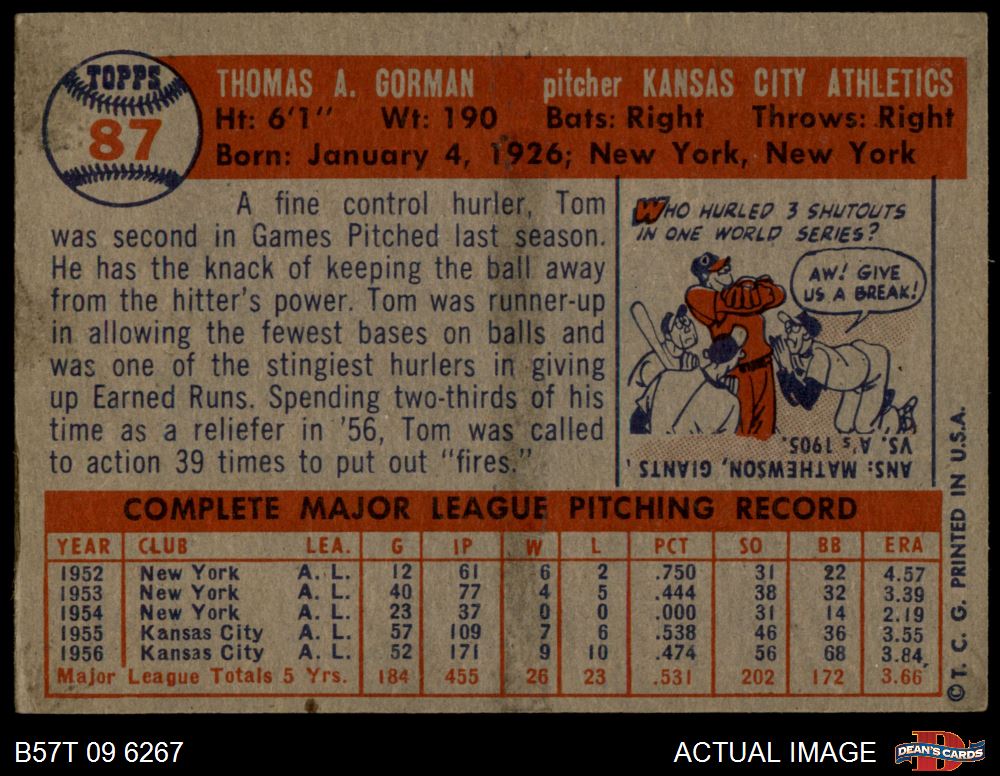 TOPPS
87
THOMAS A. GORMAN pitcher KANSAS CITY ATHLETICS
Ht: 6'1" Wt: 190 Bats: Right Throws: Right
Born: January 4, 1926; New York, New York
A fine control hurler, Tom
was second in Games Pitched last season.
He has the knack of keeping the ball away
from the hitter's power. Tom was runner-up
in allowing the fewest bases on balls and
was one of the stingiest hurlers in giving
up Earned Runs. Spending two-thirds of his
time as a reliefer in '56, Tom was called
to action 39 times to put out "fires."
WHO HURLED 3 SHUTOUTS
IN ONE WORLD SERIES?
AW! GIVE
US A BREAK!
ANS: MATHEWSON, GIANTS,
VS. A's 1905.
COMPLETE MAJOR LEAGUE PITCHING RECORD
YEAR CLUB LEA. G IP W L PCT SO BB ERA
1952 New York A. L. 12 61 6 2 .750 31 22 4.57
1953 New York A. L. 40 77 4 5 .444 38 32 3.39
1954 New York A. L. 23 37 0 0 .000 31 14 2.19
1955 Kansas City A. L. 57 109 7 6 .538 46 36 3.55
1956 Kansas City A. L. 52 171 9 10 .474 56 68 3.84
Major League Totals 5 Yrs. 184 455 26 23 .531 202 172 3.66
© T. C. G. PRINTED IN U.S.A.
B57T 09 6267
ACTUAL IMAGE
DEAN'S CARDS